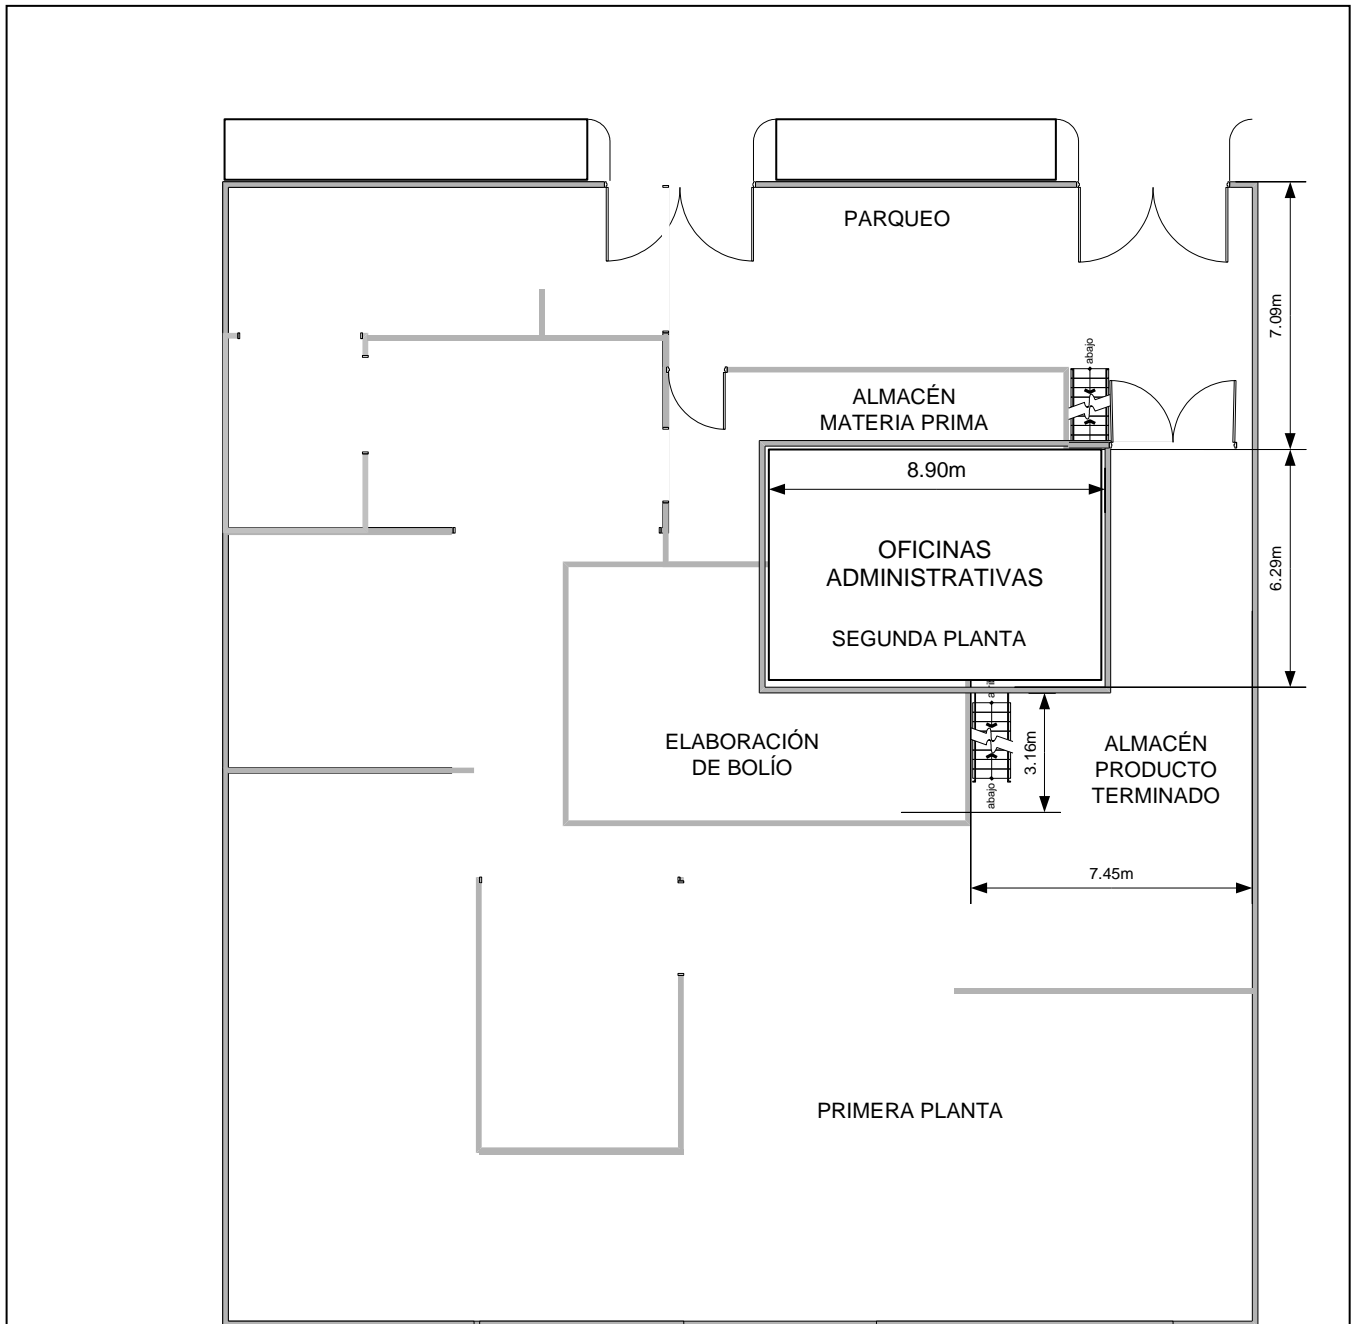 PARQUEO
7.09m
abajo
ALMACÉN
MATERIA PRIMA
8.90m
OFICINAS
ADMINISTRATIVAS
6.29m
SEGUNDA PLANTA
ELABORACIÓN
DE BOLÍO
3.16m
abajo
ALMACÉN
PRODUCTO
TERMINADO
7.45m
PRIMERA PLANTA